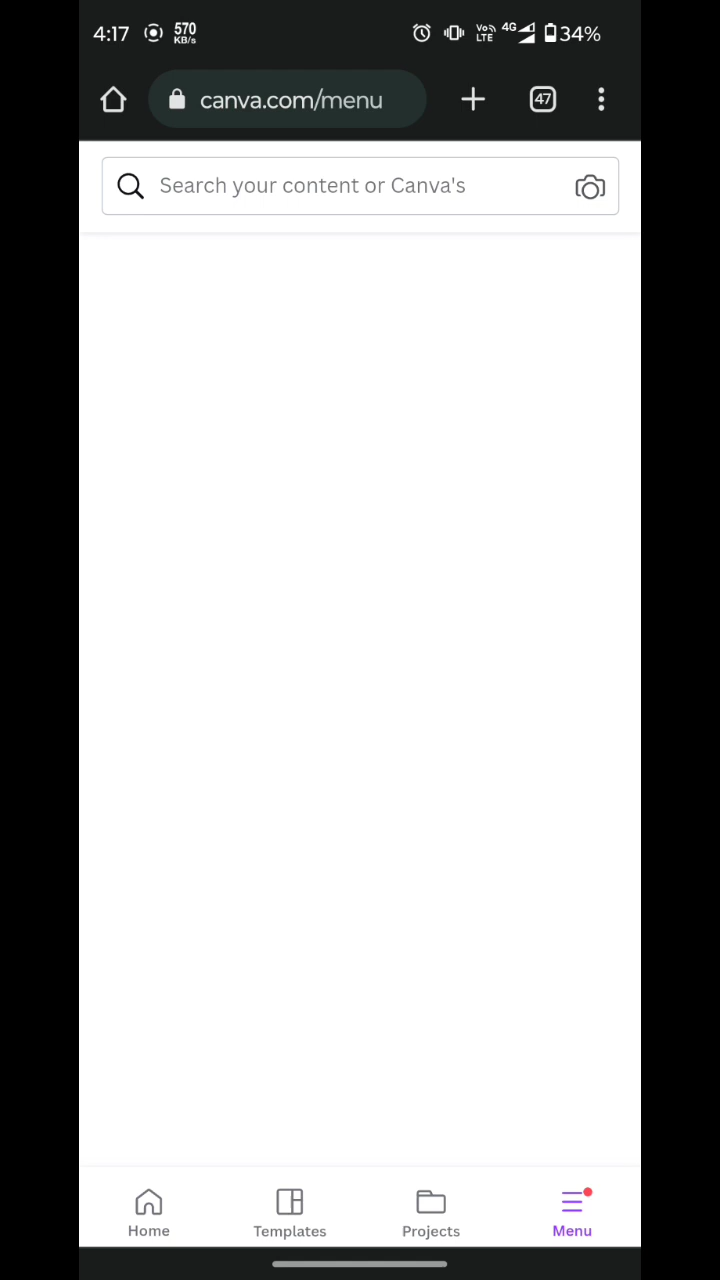 4:17 570 KB/s Vo LTE 4G 34%
canva.com/menu 47
Search your content or Canva's
Home Templates Projects Menu